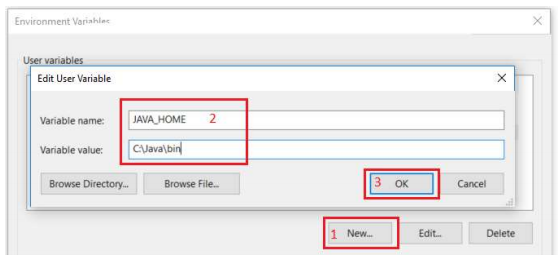 Environment Variables
User variables
Edit User Variable
Variable name: JAVA_HOME 2
Variable value: C:\Java\bin
Browse Directory... Browse File... 3 OK Cancel
1 New... Edit... Delete